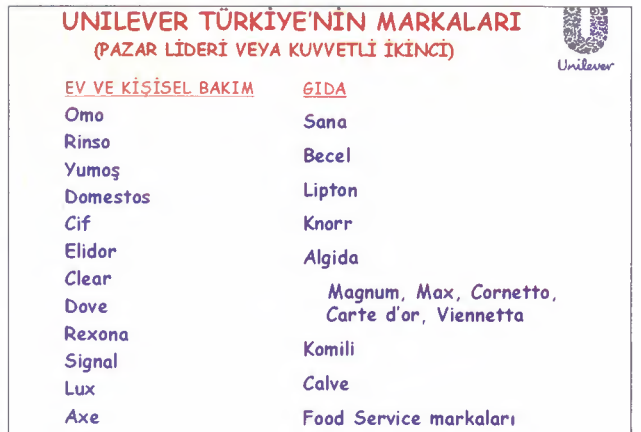 UNILEVER TÜRKİYE'NİN MARKALARI
(PAZAR LİDERİ VEYA KUVVETLİ İKİNCİ)
Unilever
EV VE KİŞİSEL BAKIM
Omo
Rinso
Yumoş
Domestos
Cif
Elidor
Clear
Dove
Rexona
Signal
Lux
Axe
GIDA
Sana
Becel
Lipton
Knorr
Algida
Magnum, Max, Cornetto,
Carte d'or, Viennetta
Komili
Calve
Food Service markaları